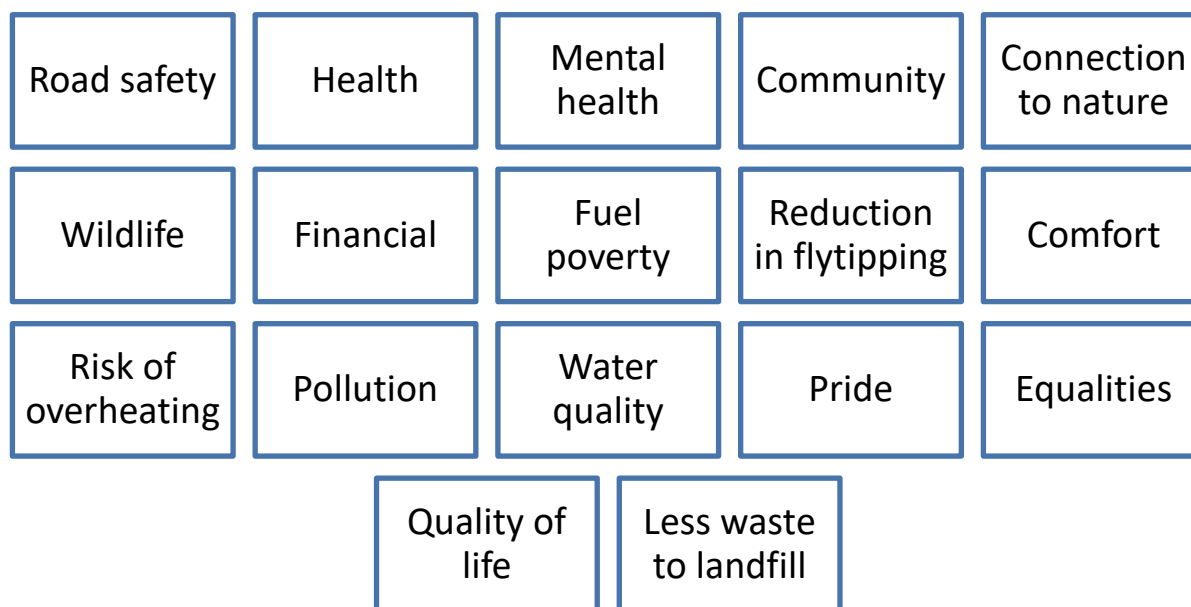 Road safety
Health
Mental
health
Community
Connection
to nature
Wildlife
Financial
Fuel
poverty
Reduction
in flytipping
Comfort
Risk of
overheating
Pollution
Water
quality
Pride
Equalities
Quality of
life
Less waste
to landfill